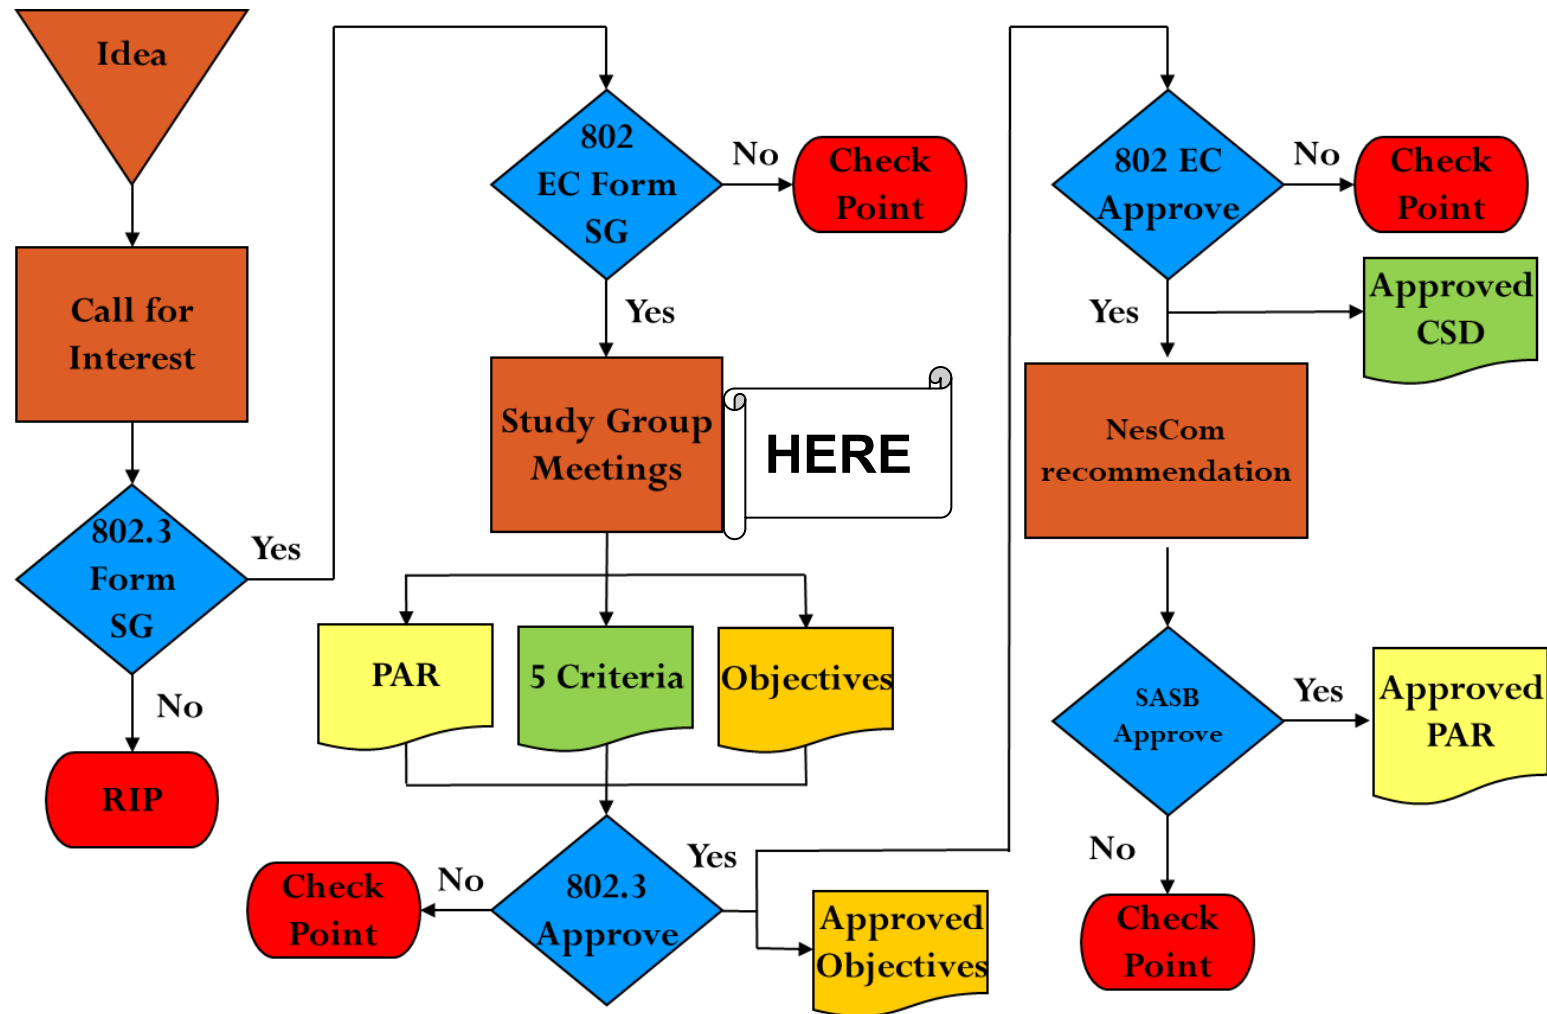 Idea
Call for
Interest
802.3
Form
SG
Yes
No
RIP
802
EC Form
SG
No
Check
Point
Yes
Study Group
Meetings
HERE
PAR
5 Criteria
Objectives
802.3
Approve
No
Check
Point
Yes
Approved
Objectives
802 EC
Approve
No
Check
Point
Yes
Approved
CSD
NesCom
recommendation
SASB
Approve
Yes
Approved
PAR
No
Check
Point